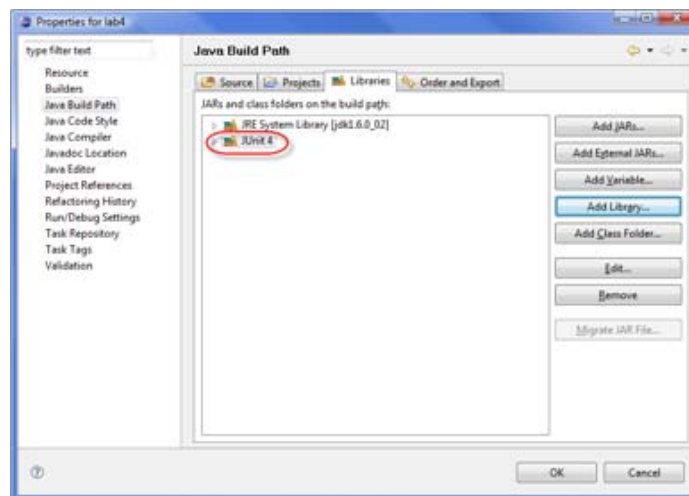 Properties for lab4
type filter text
Resource
Builders
Java Build Path
Java Code Style
Java Compiler
Javadoc Location
Java Editor
Project References
Refactoring History
Run/Debug Settings
Task Repository
Task Tags
Validation
Java Build Path
Source
Projects
Libraries
Order and Export
JARs and class folders on the build path:
JRE System Library [jdk1.6.0_02]
JUnit 4
Add JARs...
Add External JARs...
Add Variable...
Add Library...
Add Class Folder...
Edit...
Remove
Migrate JAR File...
OK
Cancel